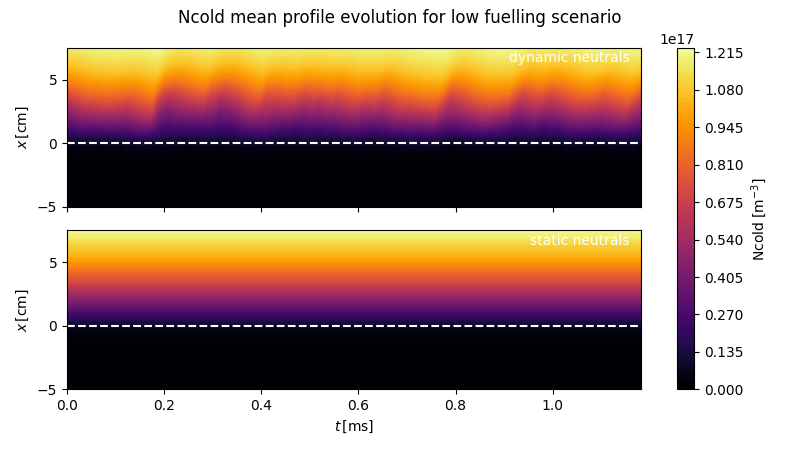 Ncold mean profile evolution for low fuelling scenario
1e17
dynamic neutrals
5
0
−5
x [cm]
static neutrals
5
0
−5
x [cm]
0.0 0.2 0.4 0.6 0.8 1.0
t [ms]
1.215
1.080
0.945
0.810
0.675
0.540
0.405
0.270
0.135
0.000
Ncold [m⁻³]